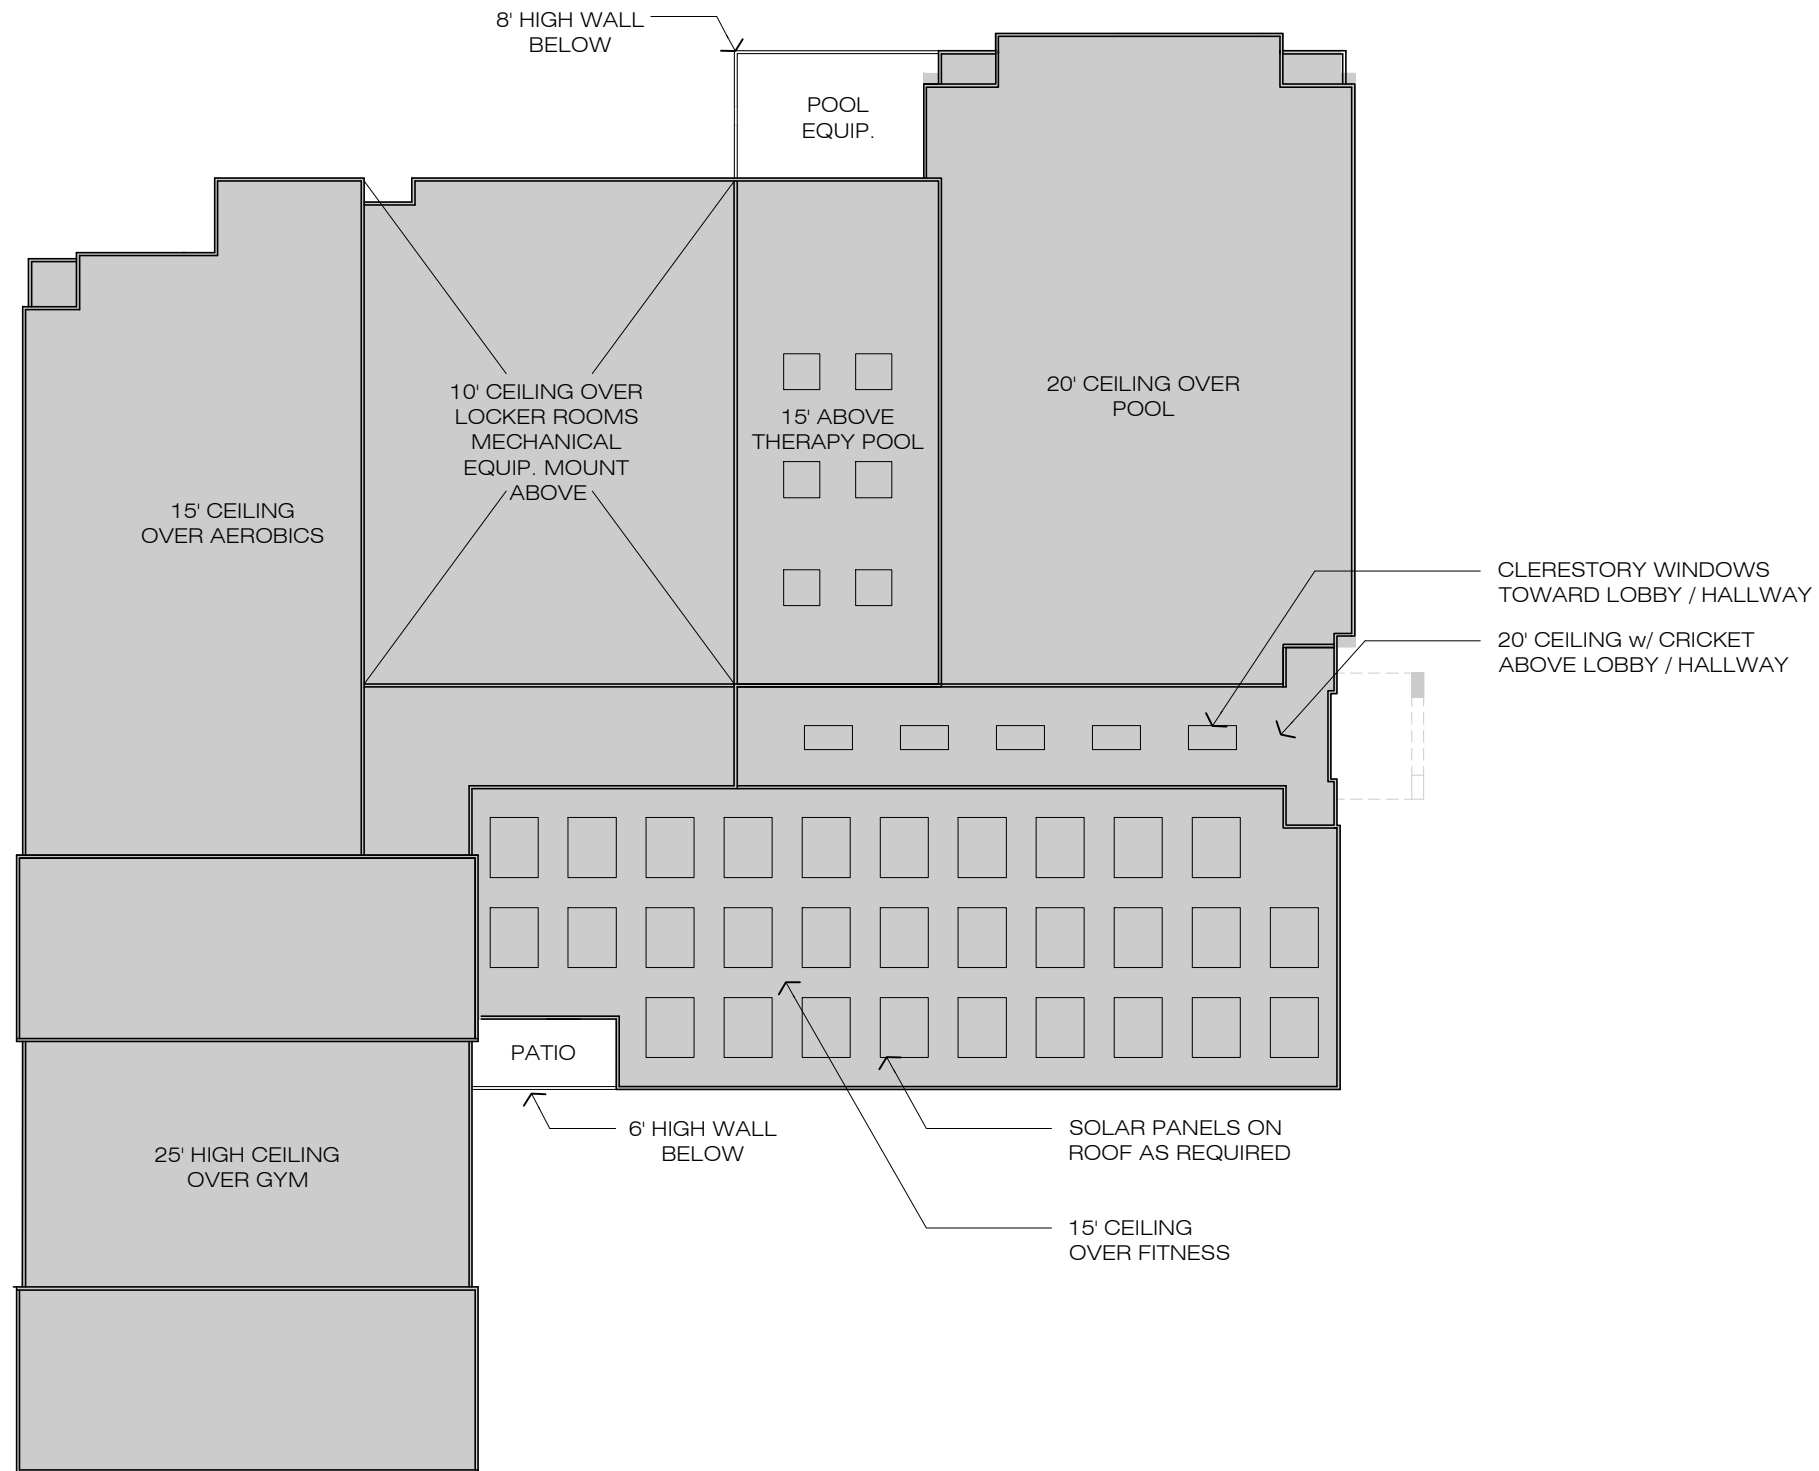 8' HIGH WALL
BELOW
POOL
EQUIP.
10' CEILING OVER
LOCKER ROOMS
MECHANICAL
EQUIP. MOUNT
ABOVE
15' ABOVE
THERAPY POOL
20' CEILING OVER
POOL
15' CEILING
OVER AEROBICS
CLERESTORY WINDOWS
TOWARD LOBBY / HALLWAY
20' CEILING w/ CRICKET
ABOVE LOBBY / HALLWAY
PATIO
6' HIGH WALL
BELOW
SOLAR PANELS ON
ROOF AS REQUIRED
25' HIGH CEILING
OVER GYM
15' CEILING
OVER FITNESS